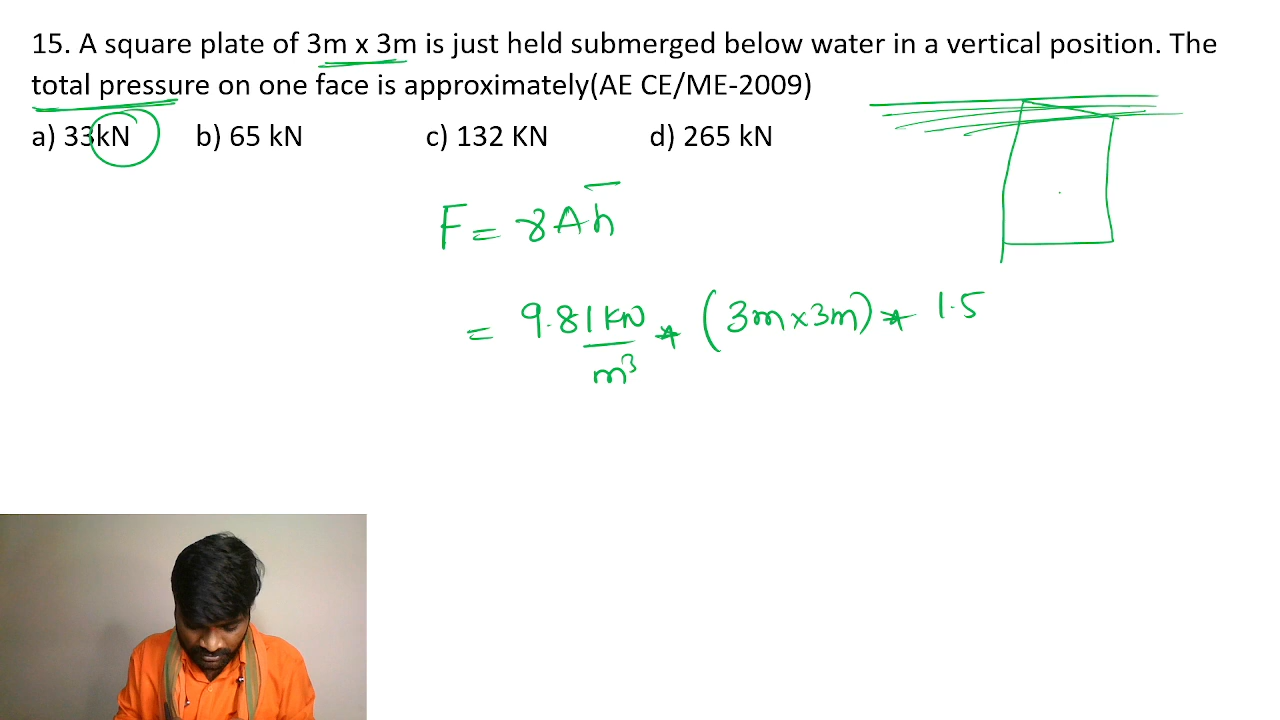 15. A square plate of 3m x 3m is just held submerged below water in a vertical position. The
total pressure on one face is approximately(AE CE/ME-2009)
a) 33kN b) 65 kN c) 132 KN d) 265 kN
F = γAh̅
= 9.81 KN/m³ * (3m x 3m) * 1.5